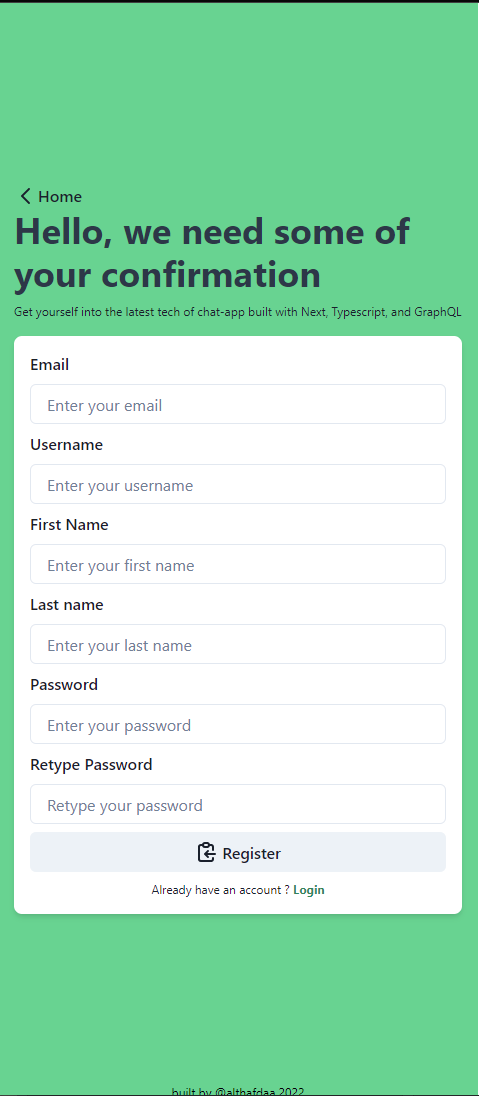 Home
Hello, we need some of
your confirmation
Get yourself into the latest tech of chat-app built with Next, Typescript, and GraphQL
Email
Enter your email
Username
Enter your username
First Name
Enter your first name
Last name
Enter your last name
Password
Enter your password
Retype Password
Retype your password
Register
Already have an account ? Login
built by @althafdaa 2022